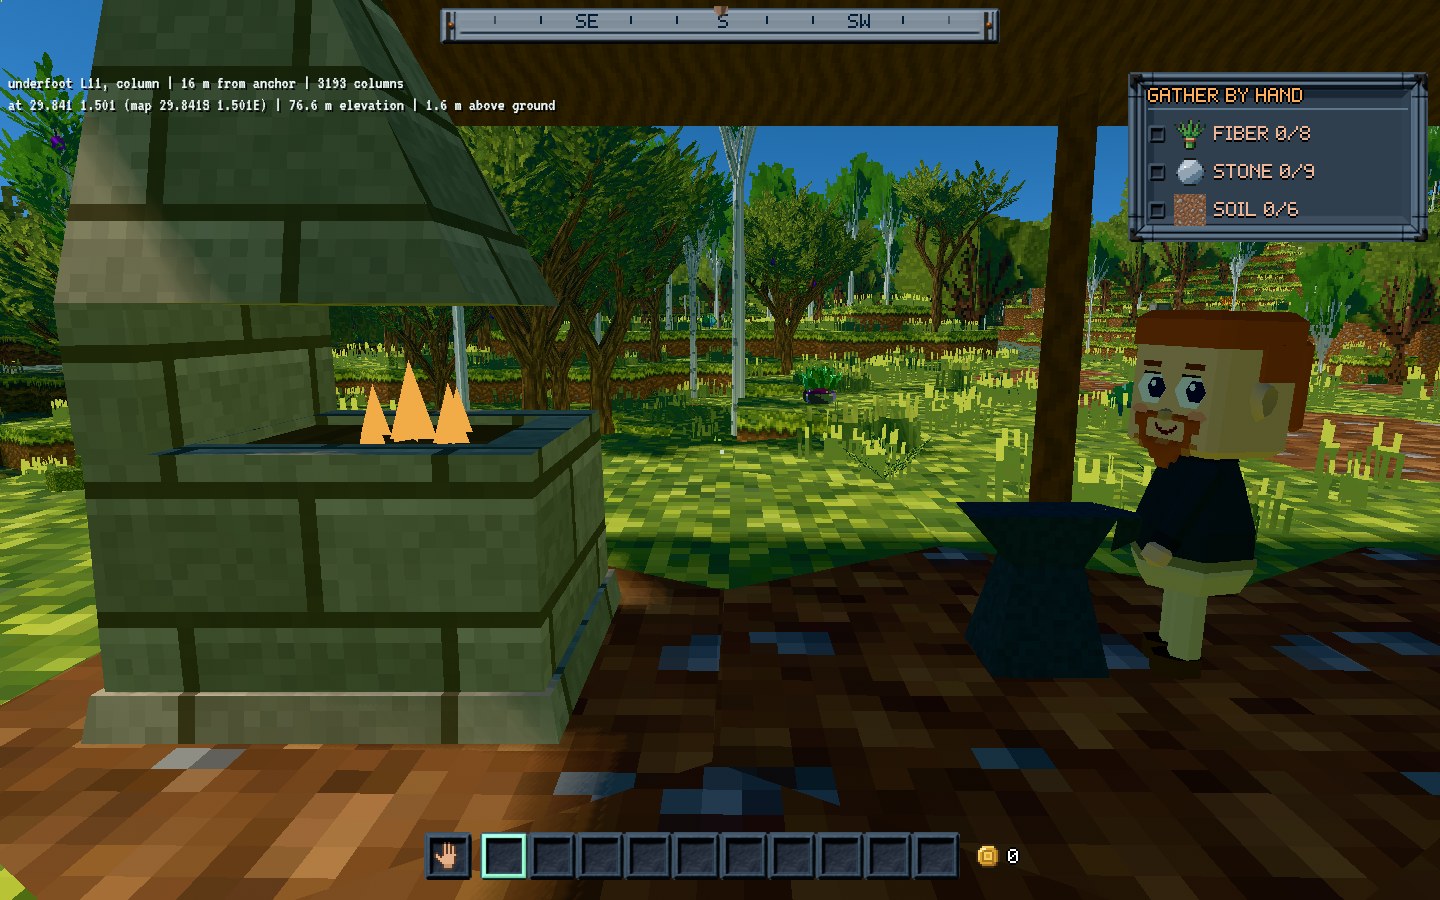 SE S SW
underfoot L11, column | 16 m from anchor | 3193 columns
at 29.841 1.501 (map 29.841S 1.501E) | 76.6 m elevation | 1.6 m above ground
GATHER BY HAND
FIBER 0/8
STONE 0/9
SOIL 0/6
0